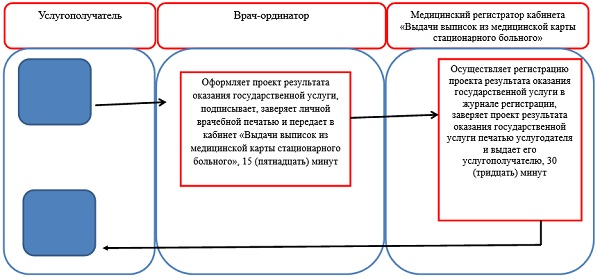 Услугополучатель
Врач-ординатор
Медицинский регистратор кабинета
«Выдачи выписок из медицинской карты
стационарного больного»
Оформляет проект результата
оказания государственной услуги,
подписывает, заверяет личной
врачебной печатью и передает в
кабинет «Выдачи выписок из
медицинской карты стационарного
больного», 15 (пятнадцать) минут
Осуществляет регистрацию
проекта результата оказания
государственной услуги в
журнале регистрации,
заверяет проект результата
оказания государственной
услуги печатью услугодателя
и выдает его
услугополучателю, 30
(тридцать) минут